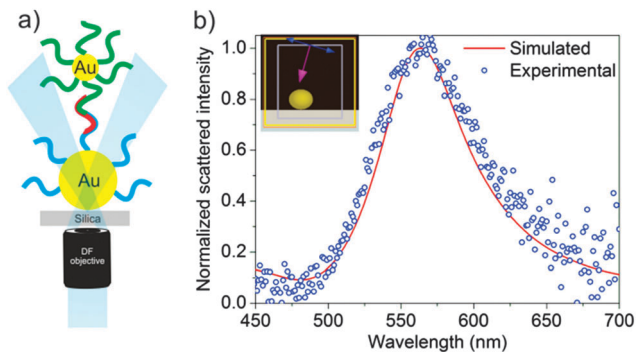 a)
Au
Au
Silica
DF
objective
b)
Normalized scattered intensity
1.0
0.8
0.6
0.4
0.2
0.0
Simulated
Experimental
450 500 550 600 650 700
Wavelength (nm)